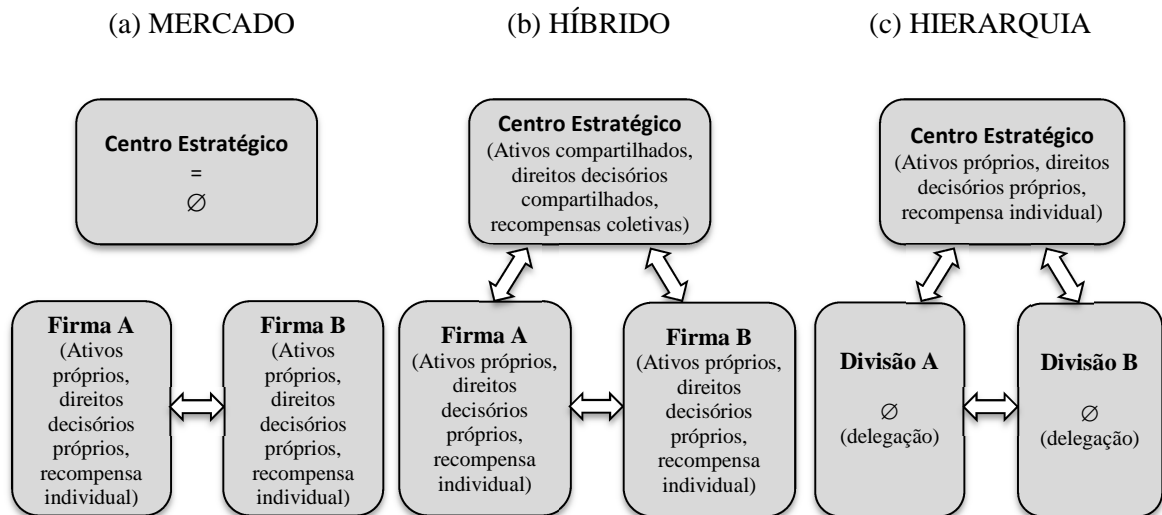 (a) MERCADO
Centro Estratégico
=
∅
Firma A
(Ativos
próprios,
direitos
decisórios
próprios,
recompensa
individual)
Firma B
(Ativos
próprios,
direitos
decisórios
próprios,
recompensa
individual)
(b) HÍBRIDO
Centro Estratégico
(Ativos compartilhados,
direitos decisórios
compartilhados,
recompensas coletivas)
Firma A
(Ativos próprios,
direitos
decisórios
próprios,
recompensa
individual)
Firma B
(Ativos próprios,
direitos
decisórios
próprios,
recompensa
individual)
(c) HIERARQUIA
Centro Estratégico
(Ativos próprios, direitos
decisórios próprios,
recompensa individual)
Divisão A
∅
(delegação)
Divisão B
∅
(delegação)